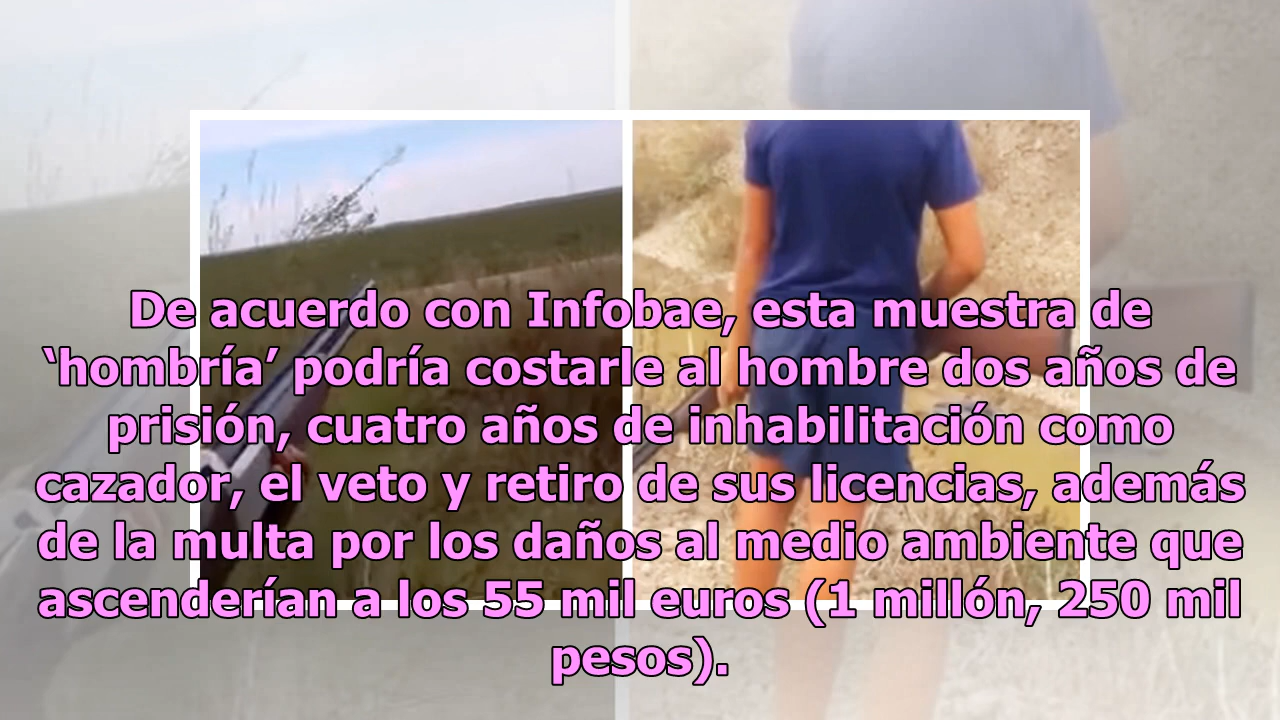 De acuerdo con Infobae, esta muestra de
‘hombría’ podría costarle al hombre dos años de
prisión, cuatro años de inhabilitación como
cazador, el veto y retiro de sus licencias, además
de la multa por los daños al medio ambiente que
ascenderían a los 55 mil euros (1 millón, 250 mil
pesos).